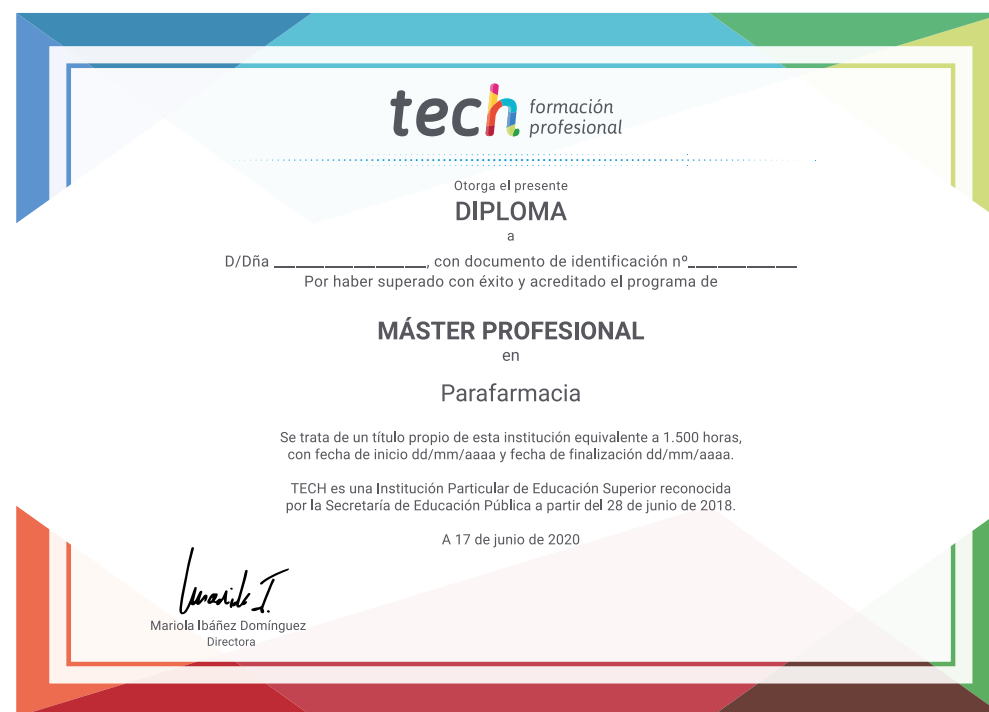 tech formación
profesional
Otorga el presente
DIPLOMA
a
D/Dña ______________, con documento de identificación nº__________
Por haber superado con éxito y acreditado el programa de
MÁSTER PROFESIONAL
en
Parafarmacia
Se trata de un título propio de esta institución equivalente a 1.500 horas,
con fecha de inicio dd/mm/aaaa y fecha de finalización dd/mm/aaaa.
TECH es una Institución Particular de Educación Superior reconocida
por la Secretaría de Educación Pública a partir del 28 de junio de 2018.
A 17 de junio de 2020
Mariola I.
Mariola Ibáñez Domínguez
Directora